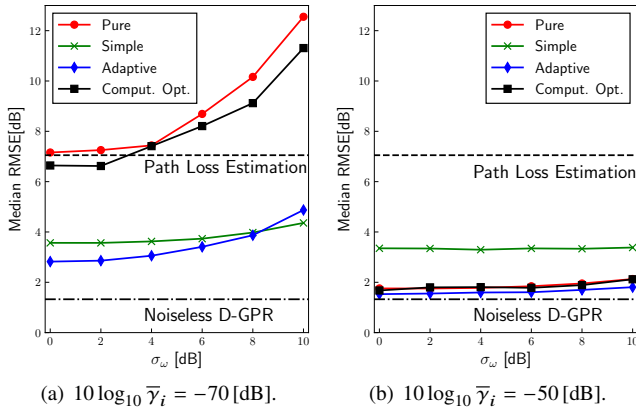 Pure
Simple
Adaptive
Comput. Opt.
12
10
8
6
4
2
0
Median RMSE[dB]
Path Loss Estimation
Noiseless D-GPR
0 2 4 6 8 10
σ_ω [dB]
(a) 10 log₁₀ γ̅ᵢ = −70 [dB].
Pure
Simple
Adaptive
Comput. Opt.
12
10
8
6
4
2
0
Median RMSE[dB]
Path Loss Estimation
Noiseless D-GPR
0 2 4 6 8 10
σ_ω [dB]
(b) 10 log₁₀ γ̅ᵢ = −50 [dB].